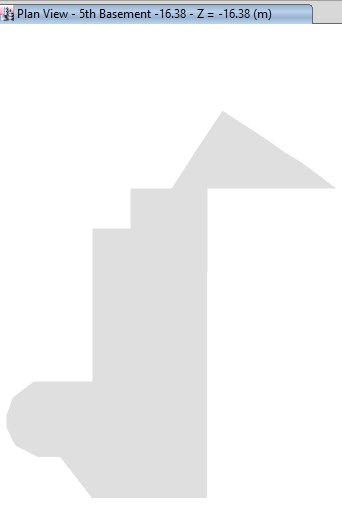 Plan View - 5th Basement -16.38 - Z = -16.38 (m)